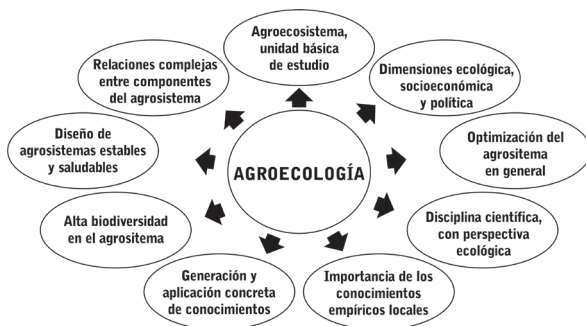 Agroecosistema,
unidad básica
de estudio
Relaciones complejas
entre componentes
del agrosistema
Dimensiones ecológica,
socioeconómica
y política
Diseño de
agrosistemas estables
y saludables
Optimización del
agrositema
en general
AGROECOLOGÍA
Alta biodiversidad
en el agrositema
Disciplina científica,
con perspectiva
ecológica
Generación y
aplicación concreta
de conocimientos
Importancia de los
conocimientos
empíricos locales